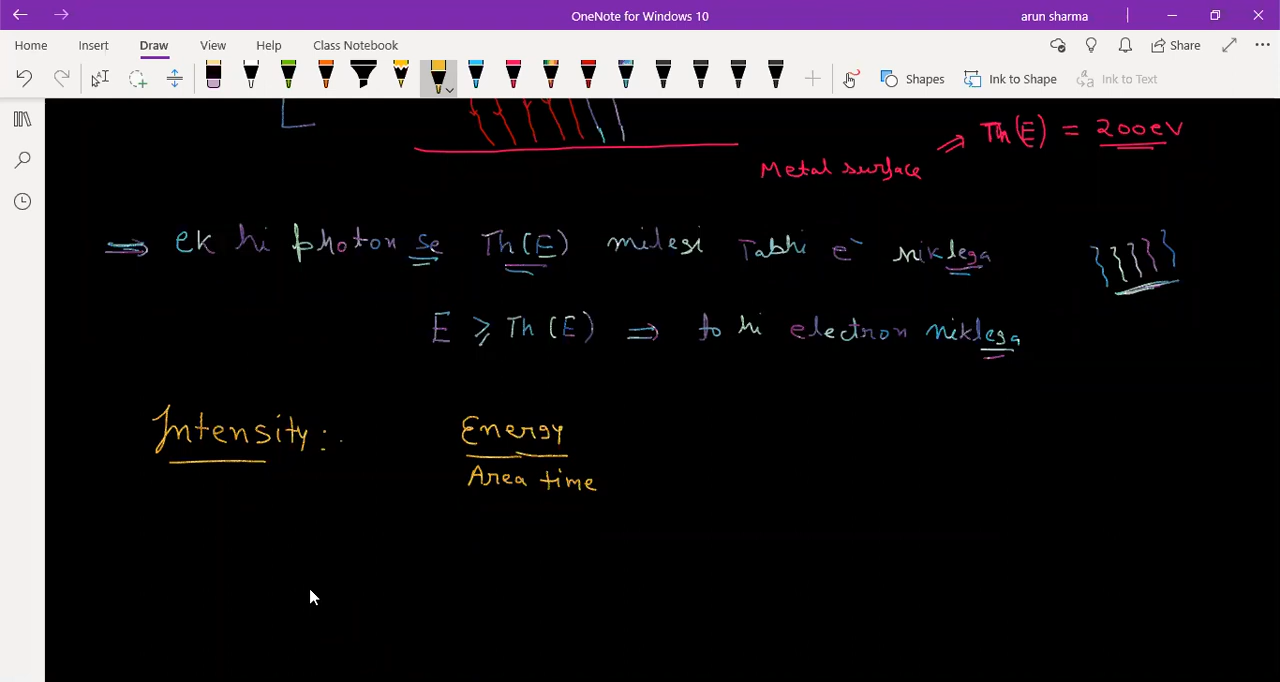 OneNote for Windows 10
arun sharma
Home Insert Draw View Help Class Notebook
Share
Shapes Ink to Shape Ink to Text
Th(E) = 200eV
Metal surface
⇒ ek hi photon se Th(E) milegi Tabhi e⁻ niklega
E ⩾ Th(E) ⇒ to hi electron niklega
Intensity:
Energy
Area time